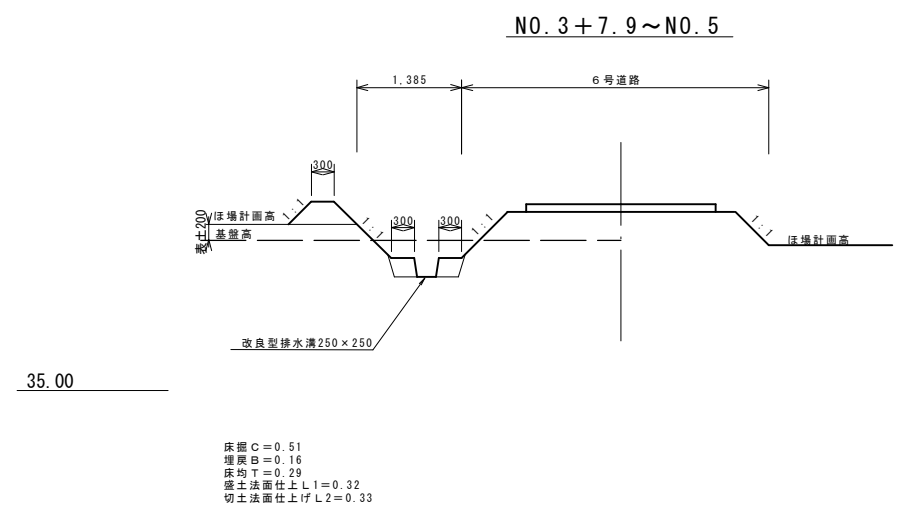 NO.3＋7.9～NO.5
1,385
６号道路
300
1:1
ほ場計画高
表土200
基盤高
1:1
300
300
1:1
1:1
ほ場計画高
改良型排水溝250×250
35.00
床掘Ｃ＝0.51
埋戻Ｂ＝0.16
床均Ｔ＝0.29
盛土法面仕上Ｌ1＝0.32
切土法面仕上げＬ2＝0.33